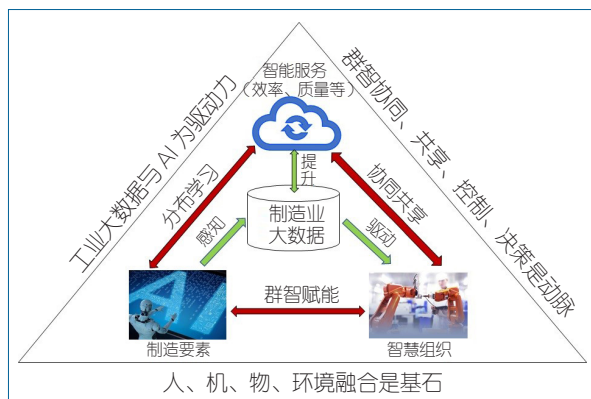 智能服务
（效率、质量等）
工业大数据与 AI 为驱动力
群智协同、共享、控制、决策是动脉
分布学习
提升
协同共享
感知
制造业
大数据
驱动
AI
群智赋能
制造要素
智慧组织
人、机、物、环境融合是基石